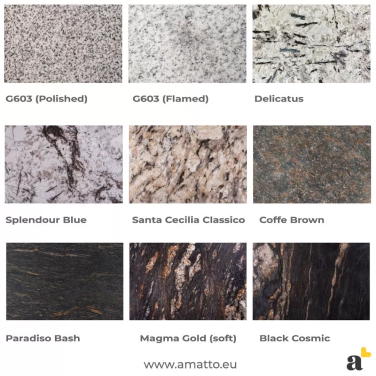 G603 (Polished) G603 (Flamed) Delicatus
Splendour Blue Santa Cecilia Classico Coffe Brown
Paradiso Bash Magma Gold (soft) Black Cosmic
www.amatto.eu a